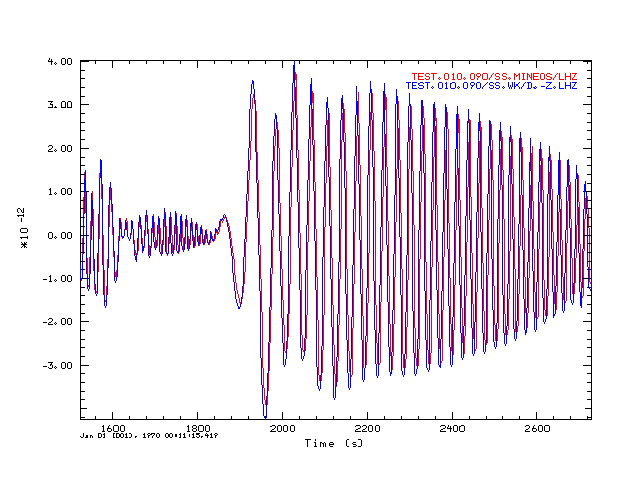 4.00
3.00
2.00
1.00
0.00
-1.00
-2.00
-3.00
*10 -12
TEST.010.090/SS.MINEOS/LHZ
TEST.010.090/SS.WK/D.-Z.LHZ
1600 1800 2000 2200 2400 2600
Jan 01 (001), 1970 00:11:15.419
Time (s)